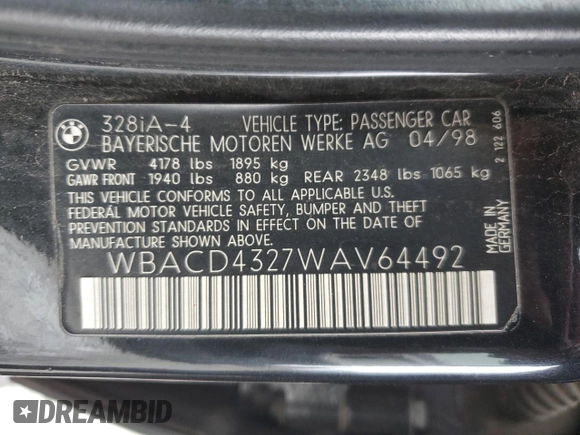 BMW
328iA-4 VEHICLE TYPE: PASSENGER CAR
BAYERISCHE MOTOREN WERKE AG 04/98
GVWR 4178 lbs 1895 kg
GAWR FRONT 1940 lbs 880 kg REAR 2348 lbs 1065 kg
THIS VEHICLE CONFORMS TO ALL APPLICABLE U.S.
FEDERAL MOTOR VEHICLE SAFETY, BUMPER AND THEFT
PREVENTION STANDARDS IN EFFECT ON THE DATE OF
MANUFACTURE SHOWN ABOVE.
WBACD4327WAV64492
2 122 606
MADE IN
GERMANY
DREAMBID